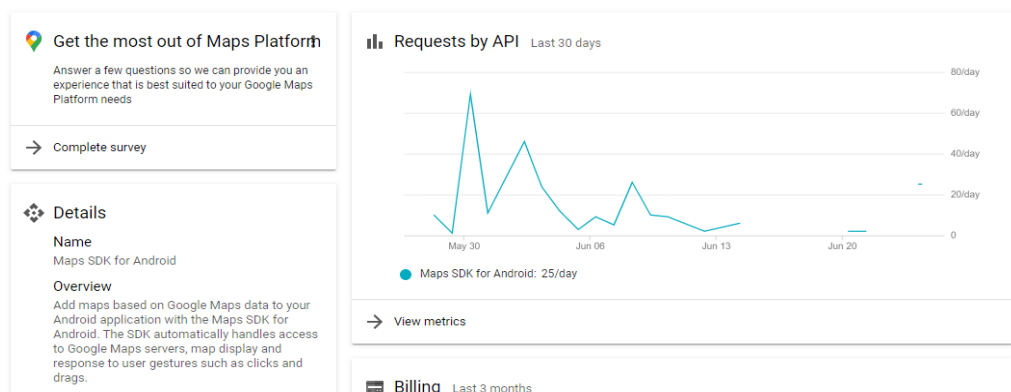 Get the most out of Maps Platform
Answer a few questions so we can provide you an
experience that is best suited to your Google Maps
Platform needs
Complete survey
Details
Name
Maps SDK for Android
Overview
Add maps based on Google Maps data to your
Android application with the Maps SDK for
Android. The SDK automatically handles access
to Google Maps servers, map display and
response to user gestures such as clicks and
drags.
Requests by API Last 30 days
80/day
60/day
40/day
20/day
0
May 30 Jun 06 Jun 13 Jun 20
Maps SDK for Android: 25/day
View metrics
Billing Last 3 months